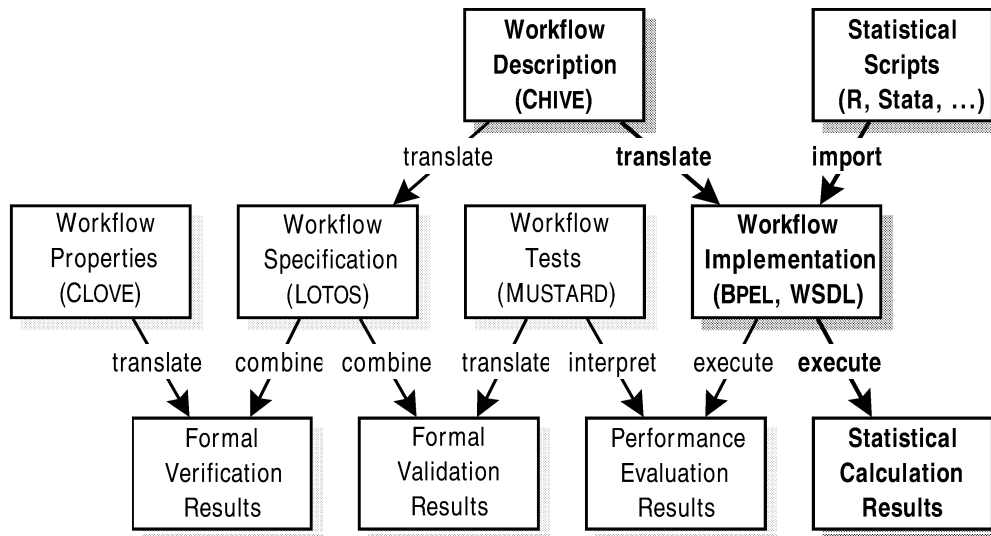 Workflow
Description
(CHIVE)
Statistical
Scripts
(R, Stata, ...)
translate
translate
import
Workflow
Properties
(CLOVE)
Workflow
Specification
(LOTOS)
Workflow
Tests
(MUSTARD)
Workflow
Implementation
(BPEL, WSDL)
translate
combine
combine
translate
interpret
execute
execute
Formal
Verification
Results
Formal
Validation
Results
Performance
Evaluation
Results
Statistical
Calculation
Results